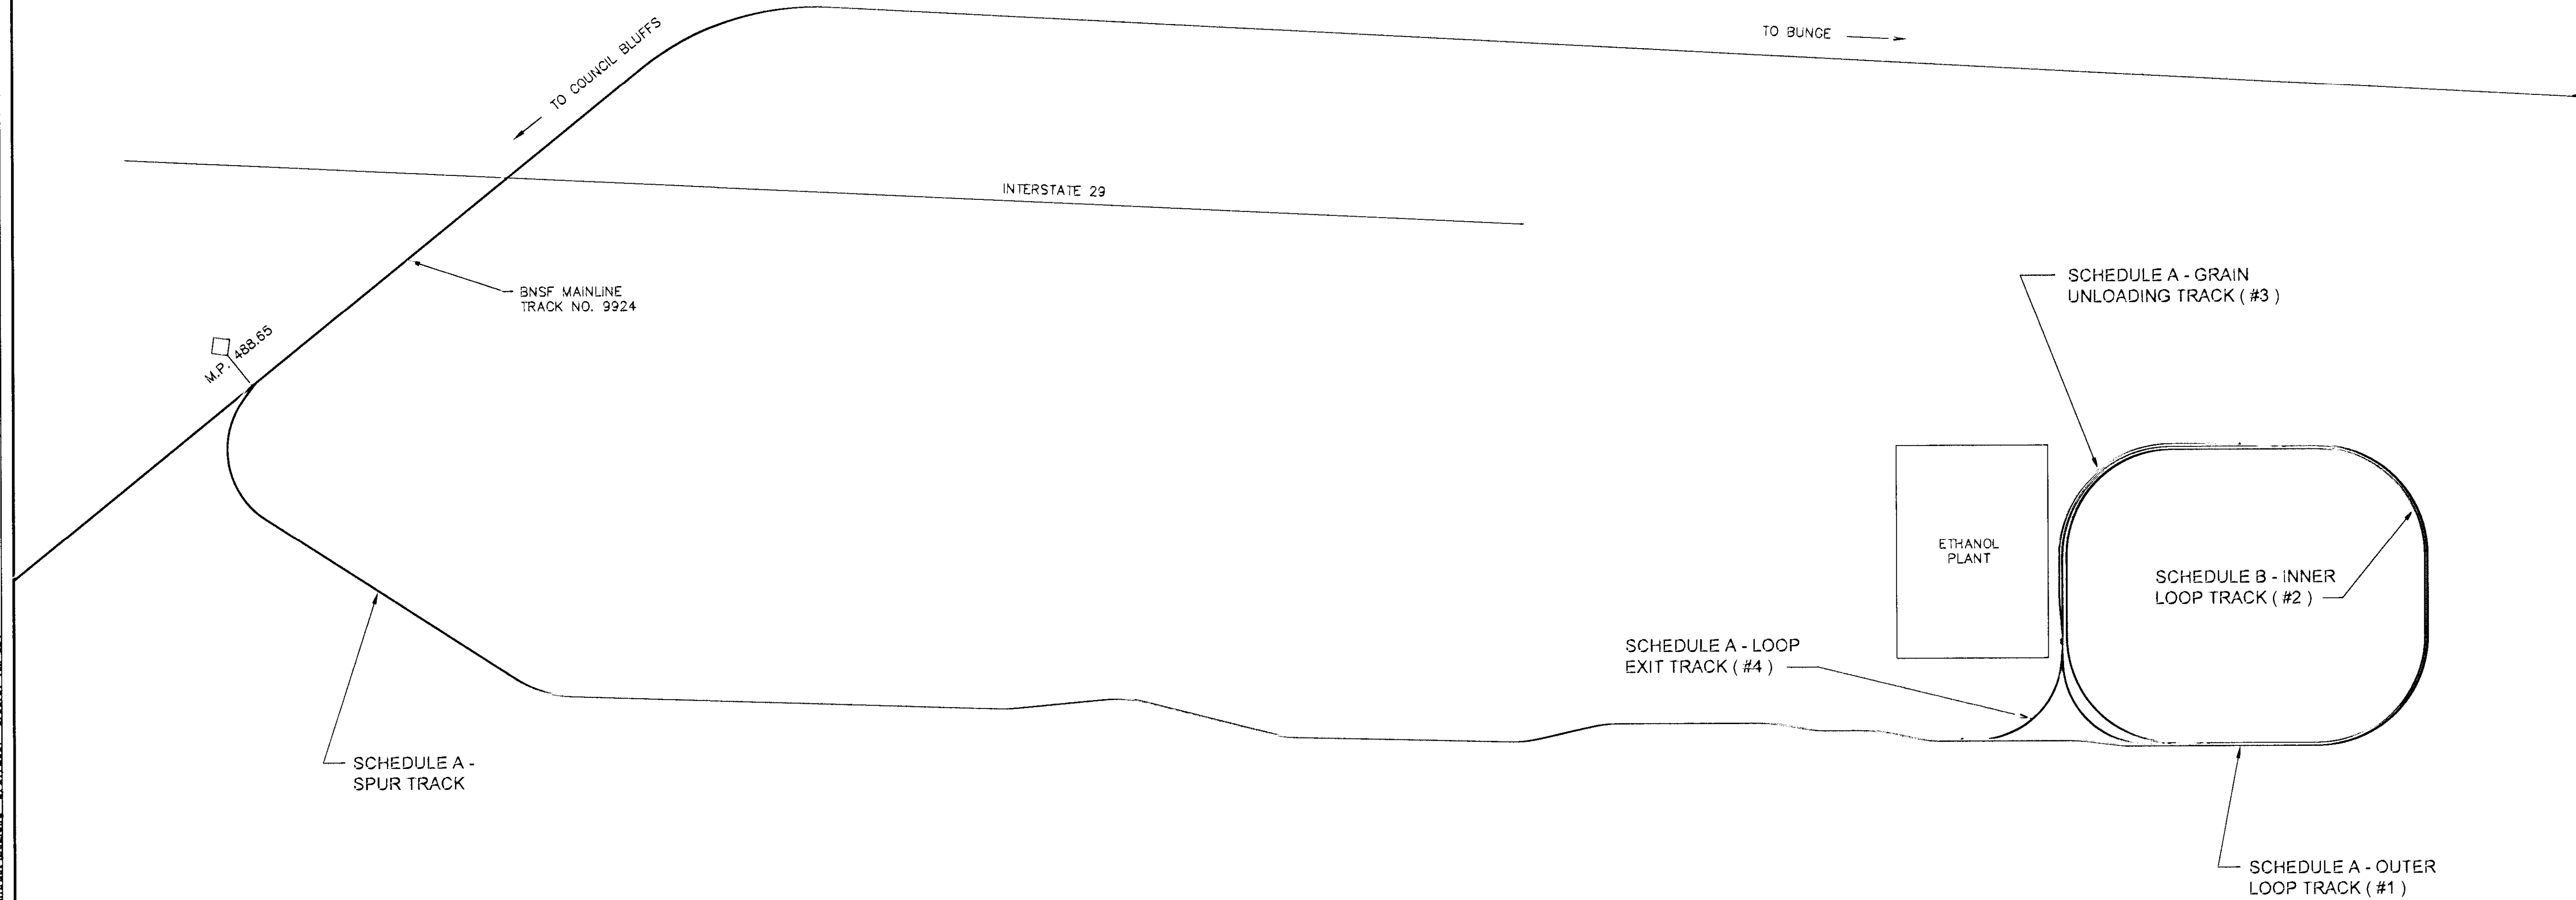 TO COUNCIL BLUFFS
TO BUNGE
INTERSTATE 29
BNSF MAINLINE
TRACK NO. 9924
M.P. 488.65
SCHEDULE A - GRAIN
UNLOADING TRACK ( #3 )
ETHANOL
PLANT
SCHEDULE B - INNER
LOOP TRACK ( #2 )
SCHEDULE A - LOOP
EXIT TRACK ( #4 )
SCHEDULE A -
SPUR TRACK
SCHEDULE A - OUTER
LOOP TRACK ( #1 )